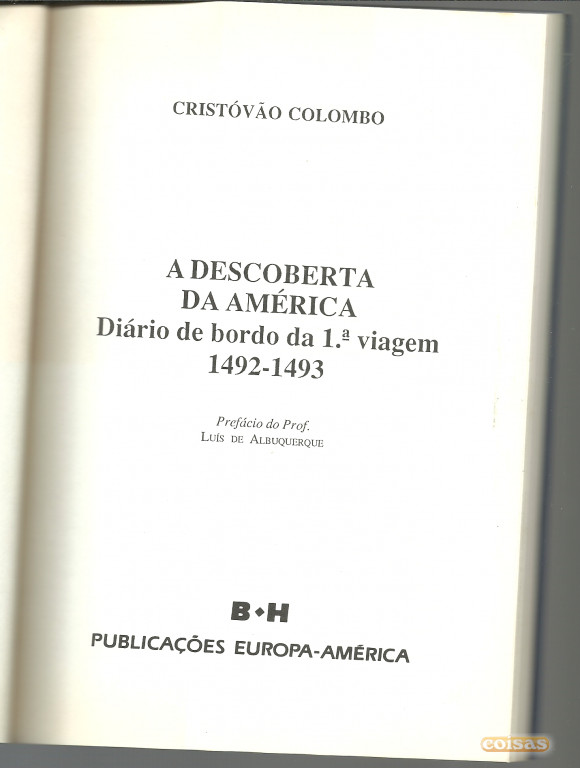 CRISTÓVÃO COLOMBO
A DESCOBERTA
DA AMÉRICA
Diário de bordo da 1.ª viagem
1492-1493
Prefácio do Prof.
LUÍS DE ALBUQUERQUE
B•H
PUBLICAÇÕES EUROPA-AMÉRICA
coisas